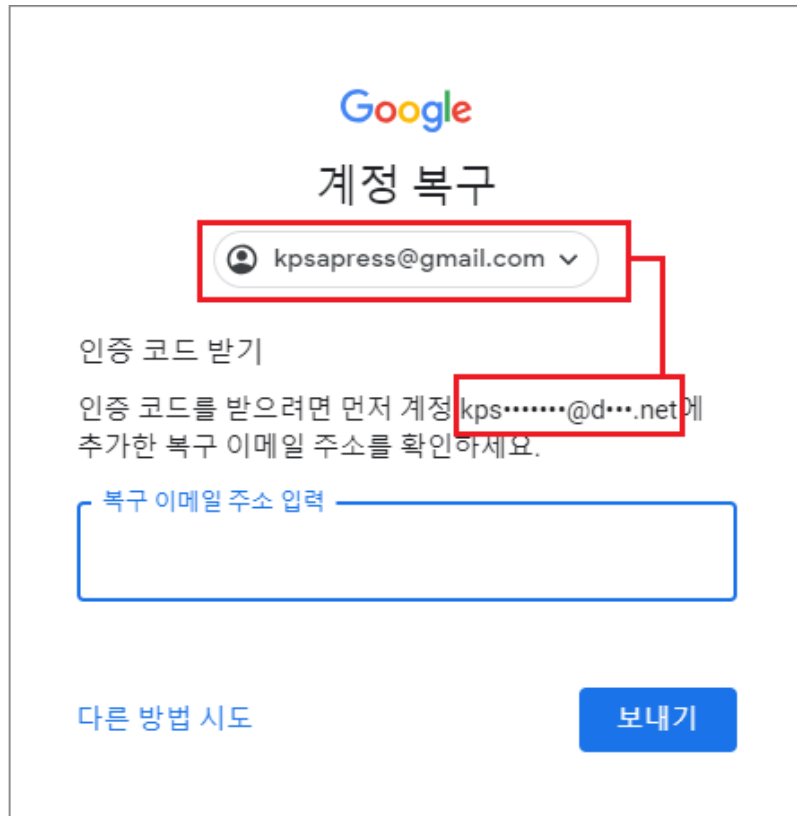 Google
계정 복구
kpsapress@gmail.com
인증 코드 받기
인증 코드를 받으려면 먼저 계정 kps•••••••@d•••.net에
추가한 복구 이메일 주소를 확인하세요.
복구 이메일 주소 입력
다른 방법 시도
보내기